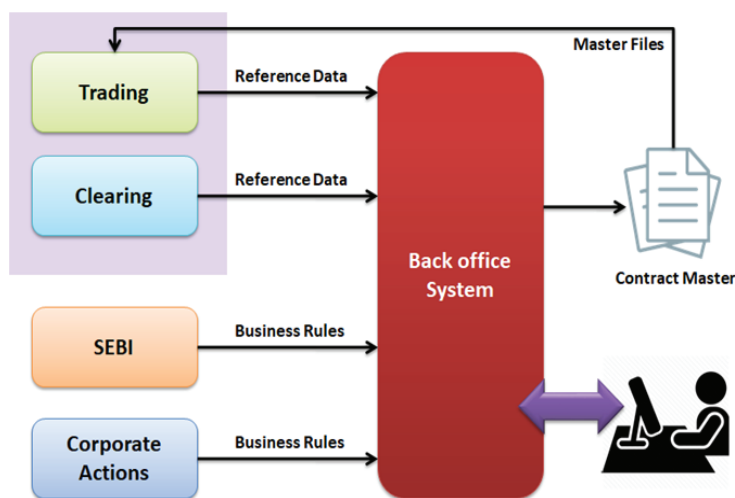 Master Files
Trading
Reference Data
Clearing
Reference Data
Back office
System
Contract Master
SEBI
Business Rules
Corporate
Actions
Business Rules